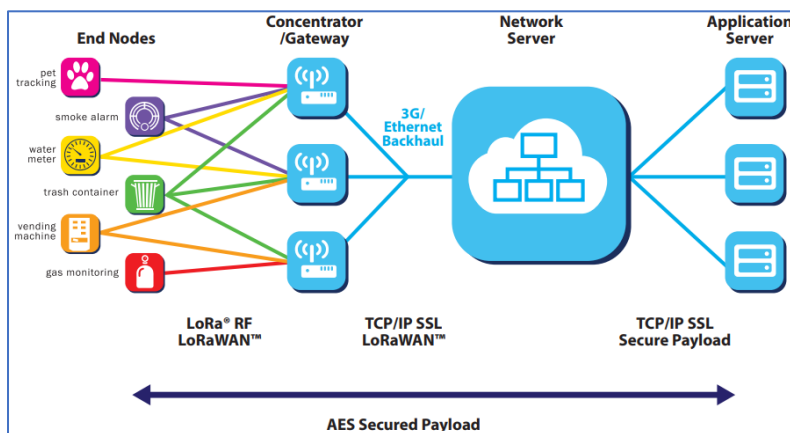 End Nodes
Concentrator
/Gateway
Network
Server
Application
Server
pet
tracking
smoke alarm
water
meter
trash container
vending
machine
gas monitoring
3G/
Ethernet
Backhaul
LoRa® RF
LoRaWAN™
TCP/IP SSL
LoRaWAN™
TCP/IP SSL
Secure Payload
AES Secured Payload